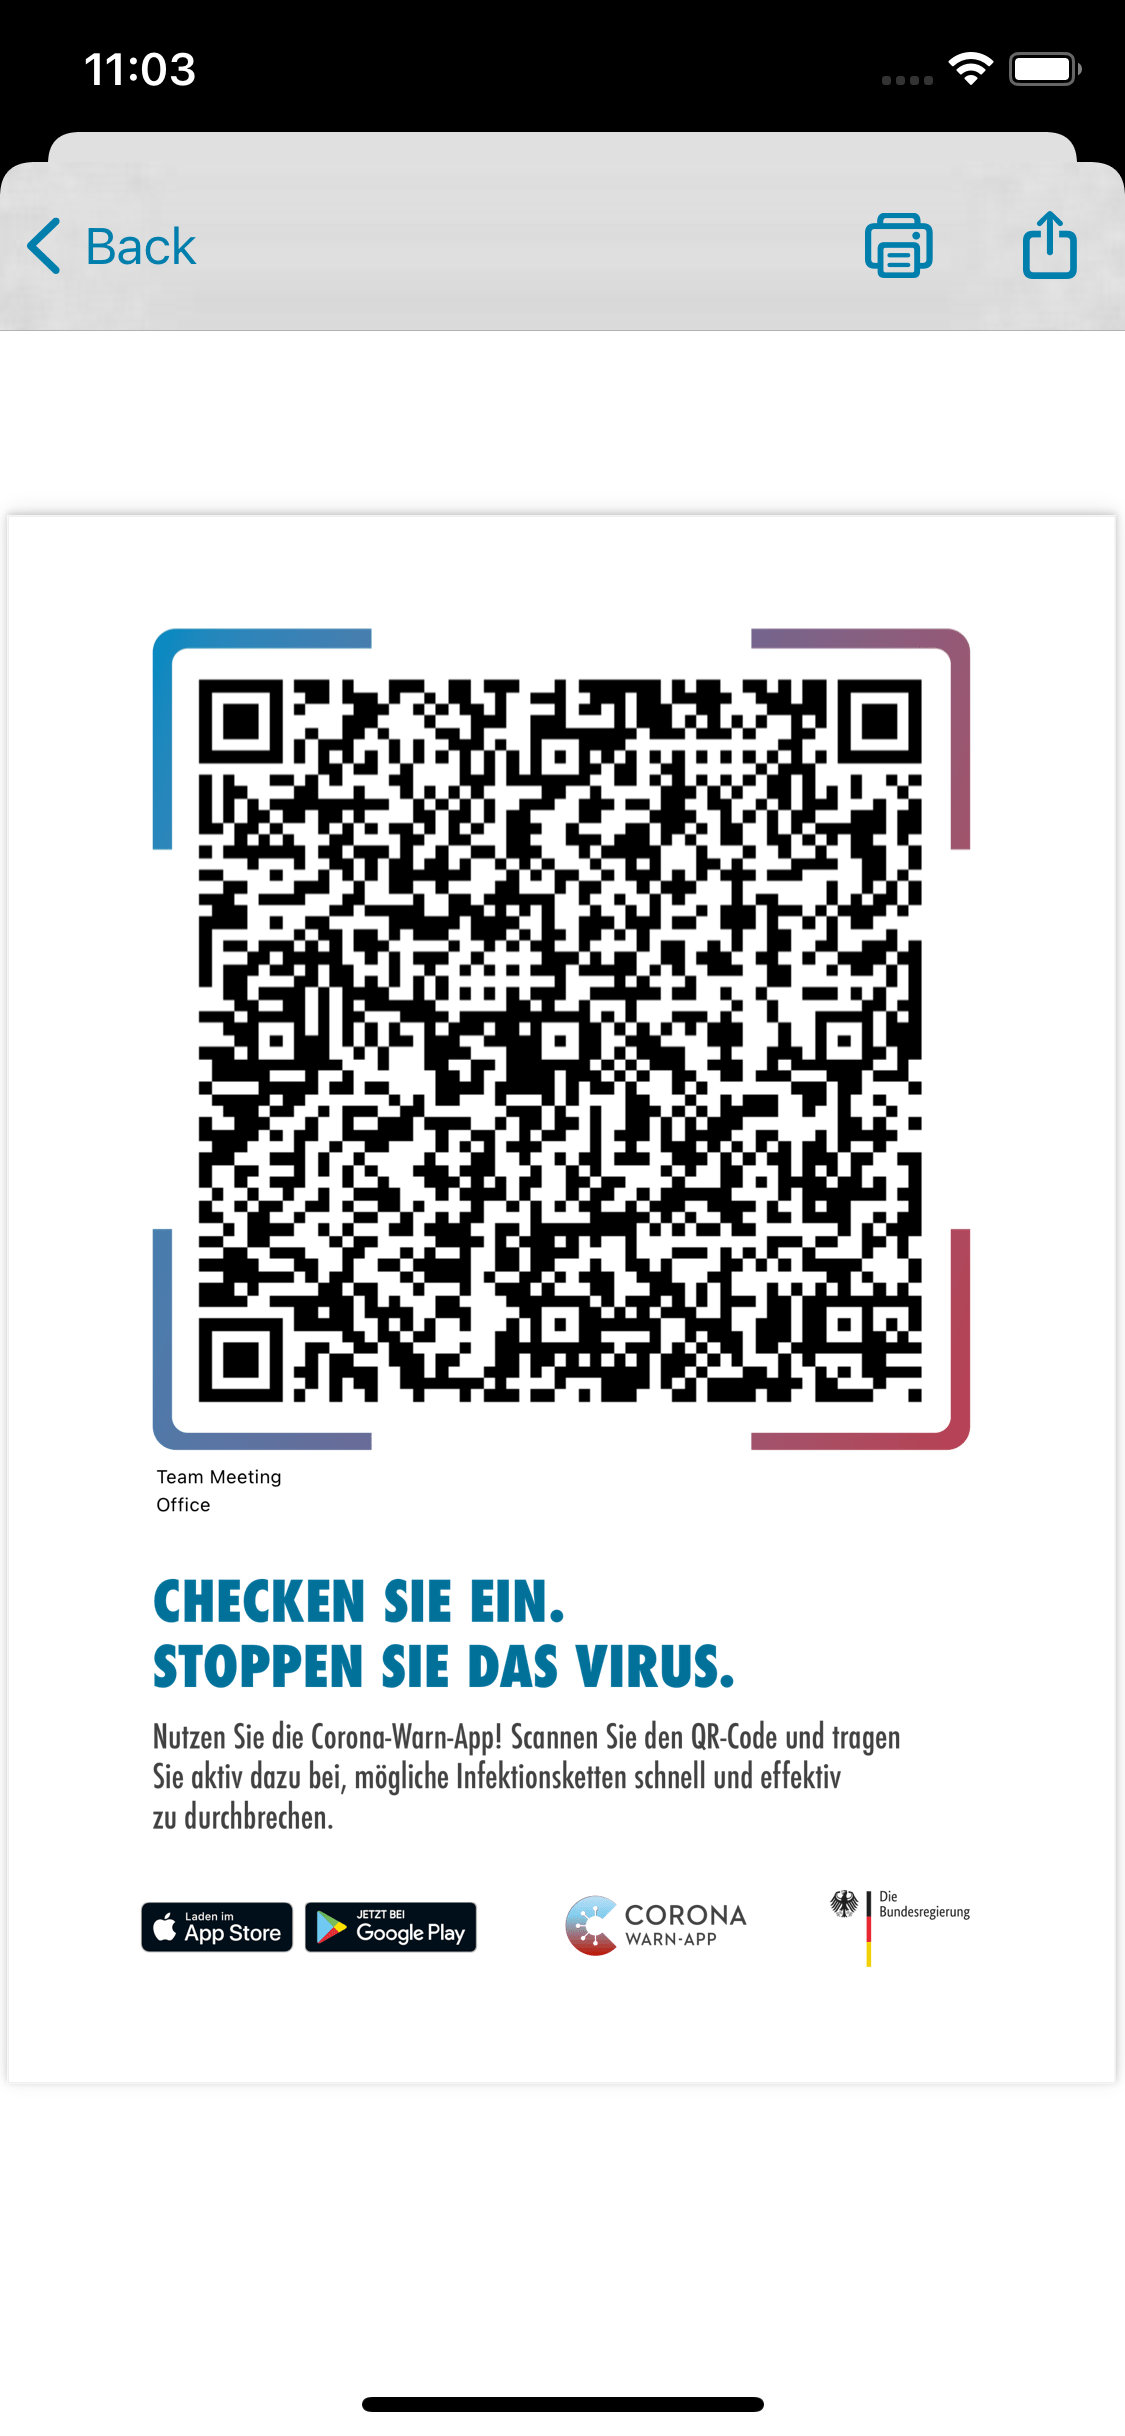 11:03
Back
Team Meeting
Office
CHECKEN SIE EIN.
STOPPEN SIE DAS VIRUS.
Nutzen Sie die Corona-Warn-App! Scannen Sie den QR-Code und tragen
Sie aktiv dazu bei, mögliche Infektionsketten schnell und effektiv
zu durchbrechen.
Laden im
App Store
JETZT BEI
Google Play
CORONA
WARN-APP
Die
Bundesregierung